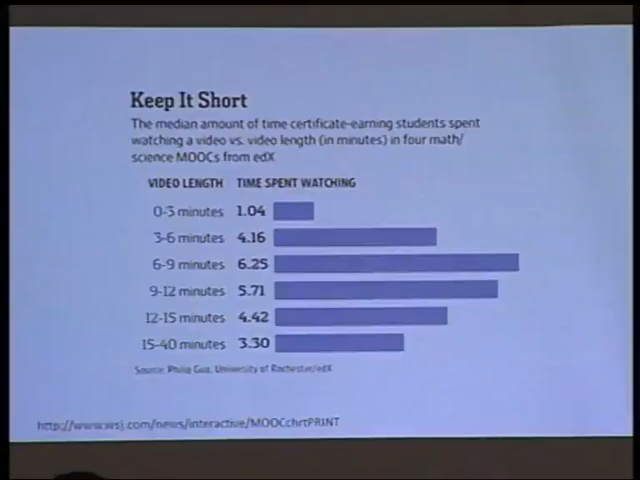 Keep It Short
The median amount of time certificate-earning students spent
watching a video vs. video length (in minutes) in four math/
science MOOCs from edX
VIDEO LENGTH TIME SPENT WATCHING
0-3 minutes 1.04
3-6 minutes 4.16
6-9 minutes 6.25
9-12 minutes 5.71
12-15 minutes 4.42
15-40 minutes 3.30
Source: Philip Guo, University of Rochester/edX
http://www.wsj.com/news/interactive/MOOCchrtPRINT